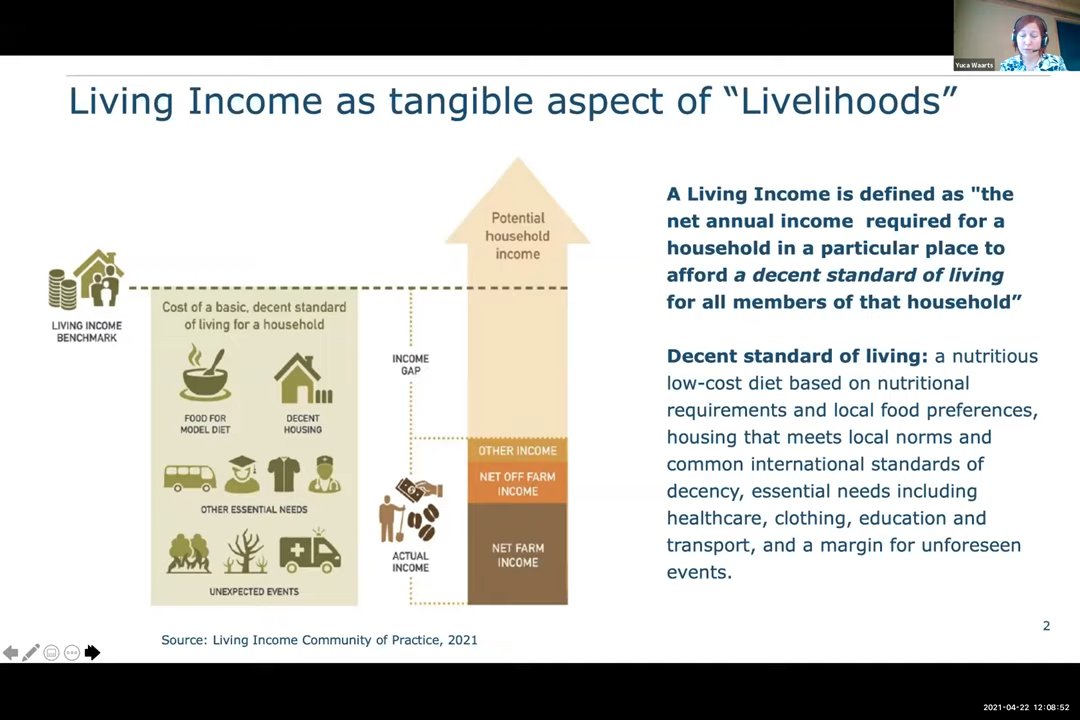 Yuca Waarts
Living Income as tangible aspect of “Livelihoods”
LIVING INCOME
BENCHMARK
Cost of a basic, decent standard
of living for a household
FOOD FOR
MODEL DIET
DECENT
HOUSING
OTHER ESSENTIAL NEEDS
UNEXPECTED EVENTS
INCOME
GAP
ACTUAL
INCOME
Potential
household
income
OTHER INCOME
NET OFF FARM
INCOME
NET FARM
INCOME
A Living Income is defined as "the
net annual income required for a
household in a particular place to
afford a decent standard of living
for all members of that household”
Decent standard of living: a nutritious
low-cost diet based on nutritional
requirements and local food preferences,
housing that meets local norms and
common international standards of
decency, essential needs including
healthcare, clothing, education and
transport, and a margin for unforeseen
events.
Source: Living Income Community of Practice, 2021
2
2021-04-22 12:08:52